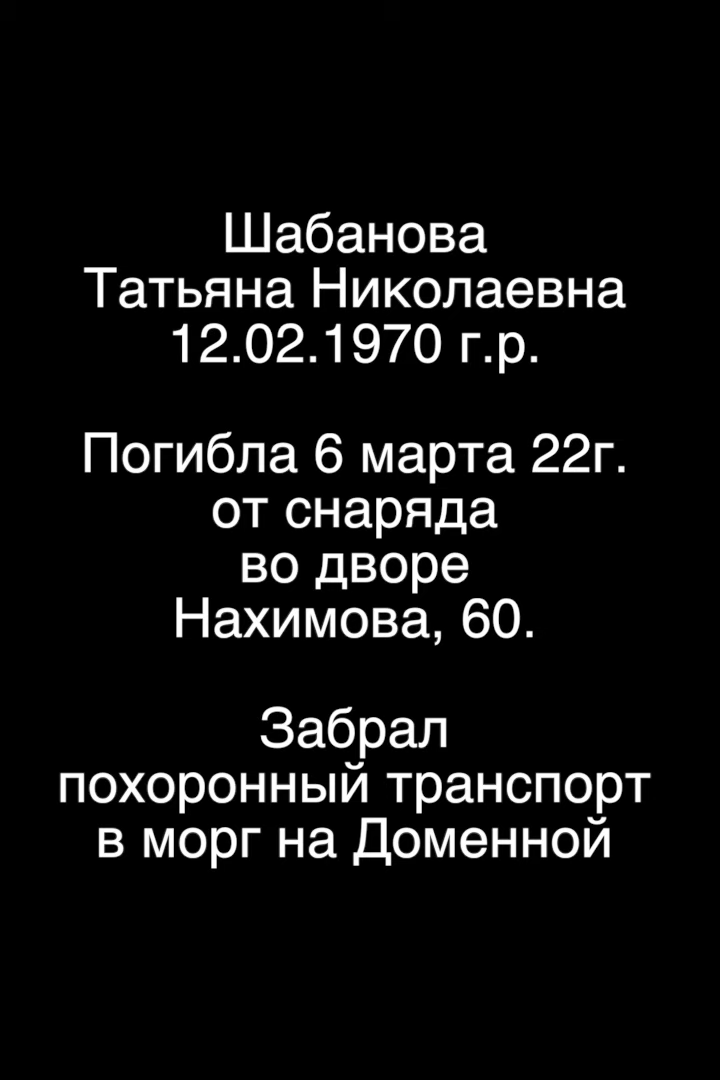 Шабанова
Татьяна Николаевна
12.02.1970 г.р.
Погибла 6 марта 22г.
от снаряда
во дворе
Нахимова, 60.
Забрал
похоронный транспорт
в морг на Доменной